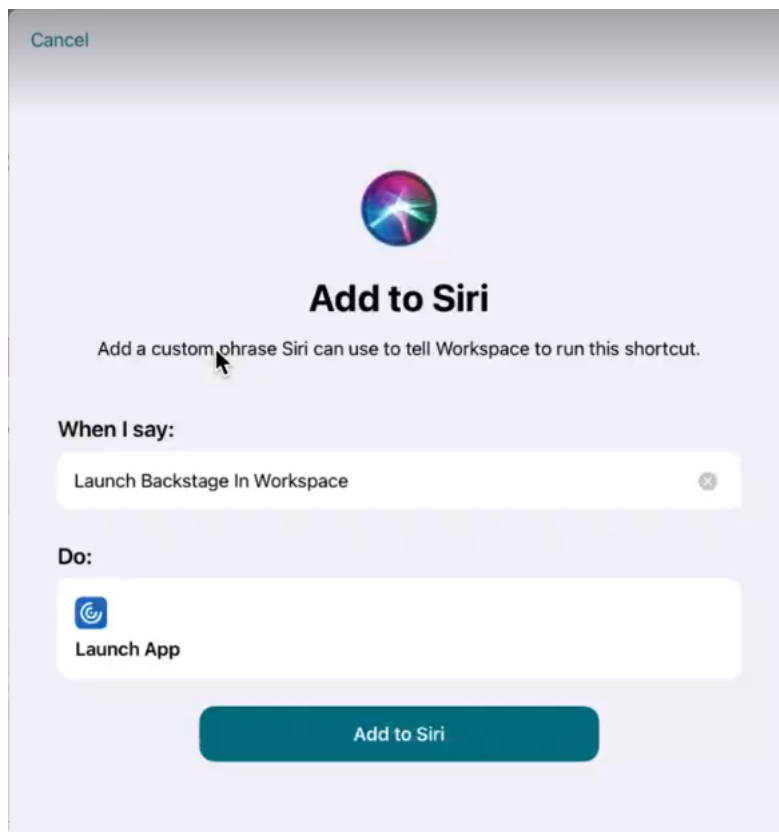 Cancel
Add to Siri
Add a custom phrase Siri can use to tell Workspace to run this shortcut.
When I say:
Launch Backstage In Workspace
Do:
Launch App
Add to Siri